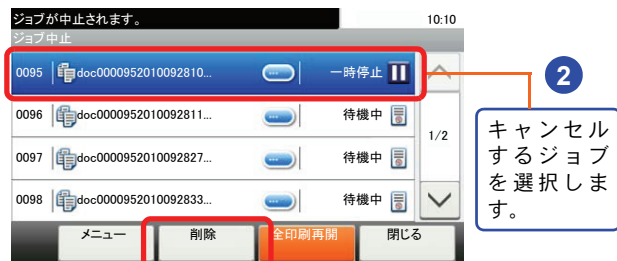 ジョブが中止されます。 10:10
ジョブ中止
0095 doc0000952010092810... 一時停止
0096 doc0000952010092811... 待機中
0097 doc0000952010092827... 待機中
0098 doc0000952010092833... 待機中
1/2
メニュー 削除 全印刷再開 閉じる
2
キャンセル
するジョブ
を選択しま
す。